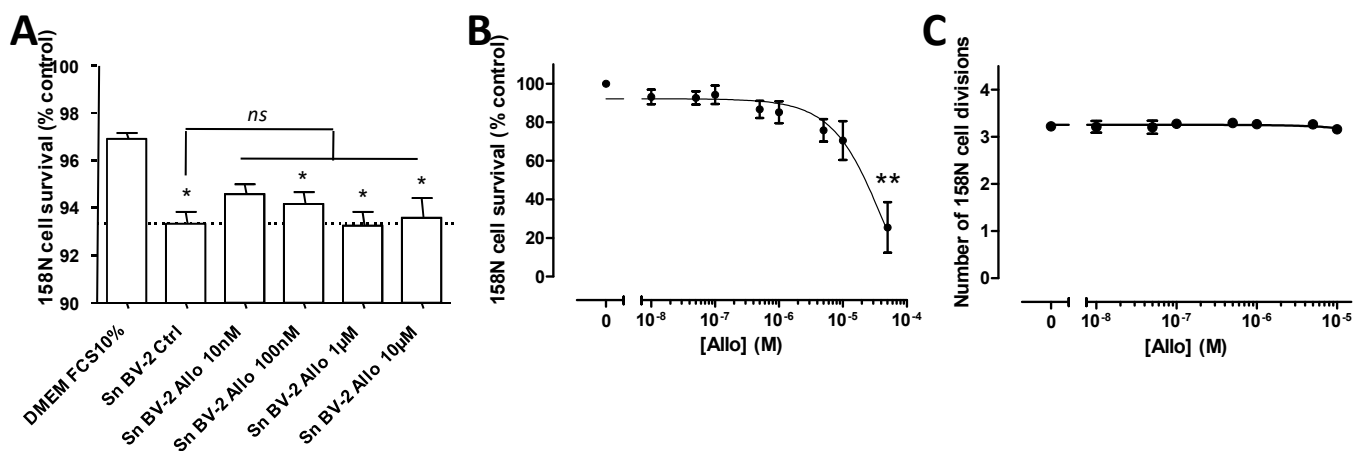 A
158N cell survival (% control)
100
98
96
94
92
90
ns
*
*
*
*
DMEM FCS10%
Sn BV-2 Ctrl
Sn BV-2 Allo 10nM
Sn BV-2 Allo 100nM
Sn BV-2 Allo 1µM
Sn BV-2 Allo 10µM
B
158N cell survival (% control)
100
80
60
40
20
0
**
0
10-8
10-7
10-6
10-5
10-4
[Allo] (M)
C
Number of 158N cell divisions
4
3
2
1
0
0
10-8
10-7
10-6
10-5
[Allo] (M)